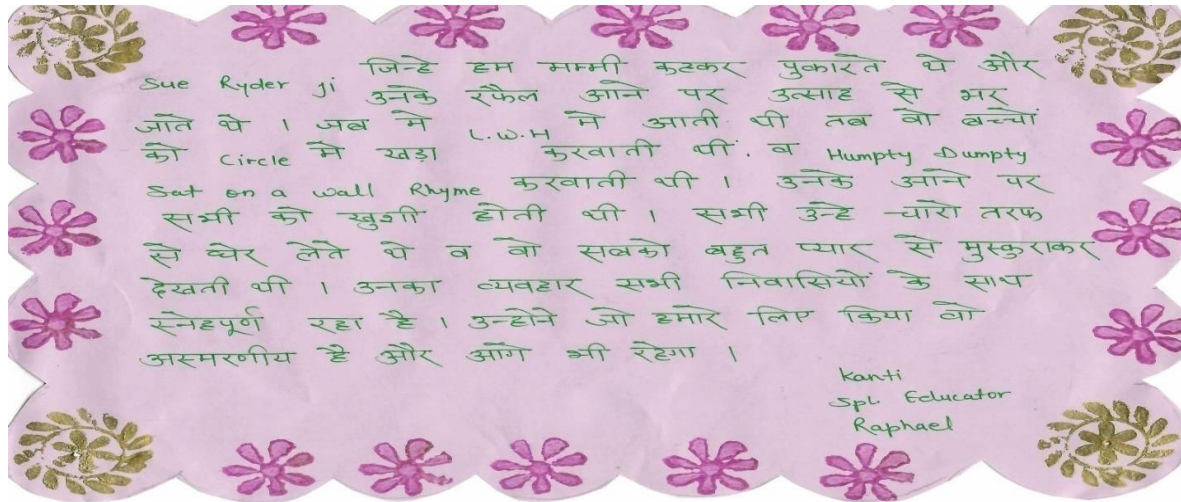 Sue Ryder ji जिन्हे हम मम्मी कहकर पुकारते थे और
उनके रफैल आने पर उत्साह से भर
जाते थे । जब मे L.W.H मे आती थी तब वो बच्चों
को Circle मे खड़ा करवाती थी. व Humpty Dumpty
Sat on a wall Rhyme करवाती थी । उनके आने पर
सभी को खुशी होती थी । सभी उन्हे चारो तरफ
से घेर लेते थे व वो सबको बहुत प्यार से मुस्कुराकर
देखती थी । उनका व्यवहार सभी निवासियों के साथ
स्नेहपूर्ण रहा है । उन्होने जो हमारे लिए किया वो
अस्मरणीय है और आगे भी रहेगा ।
Kanti
Spl. Educator
Raphael